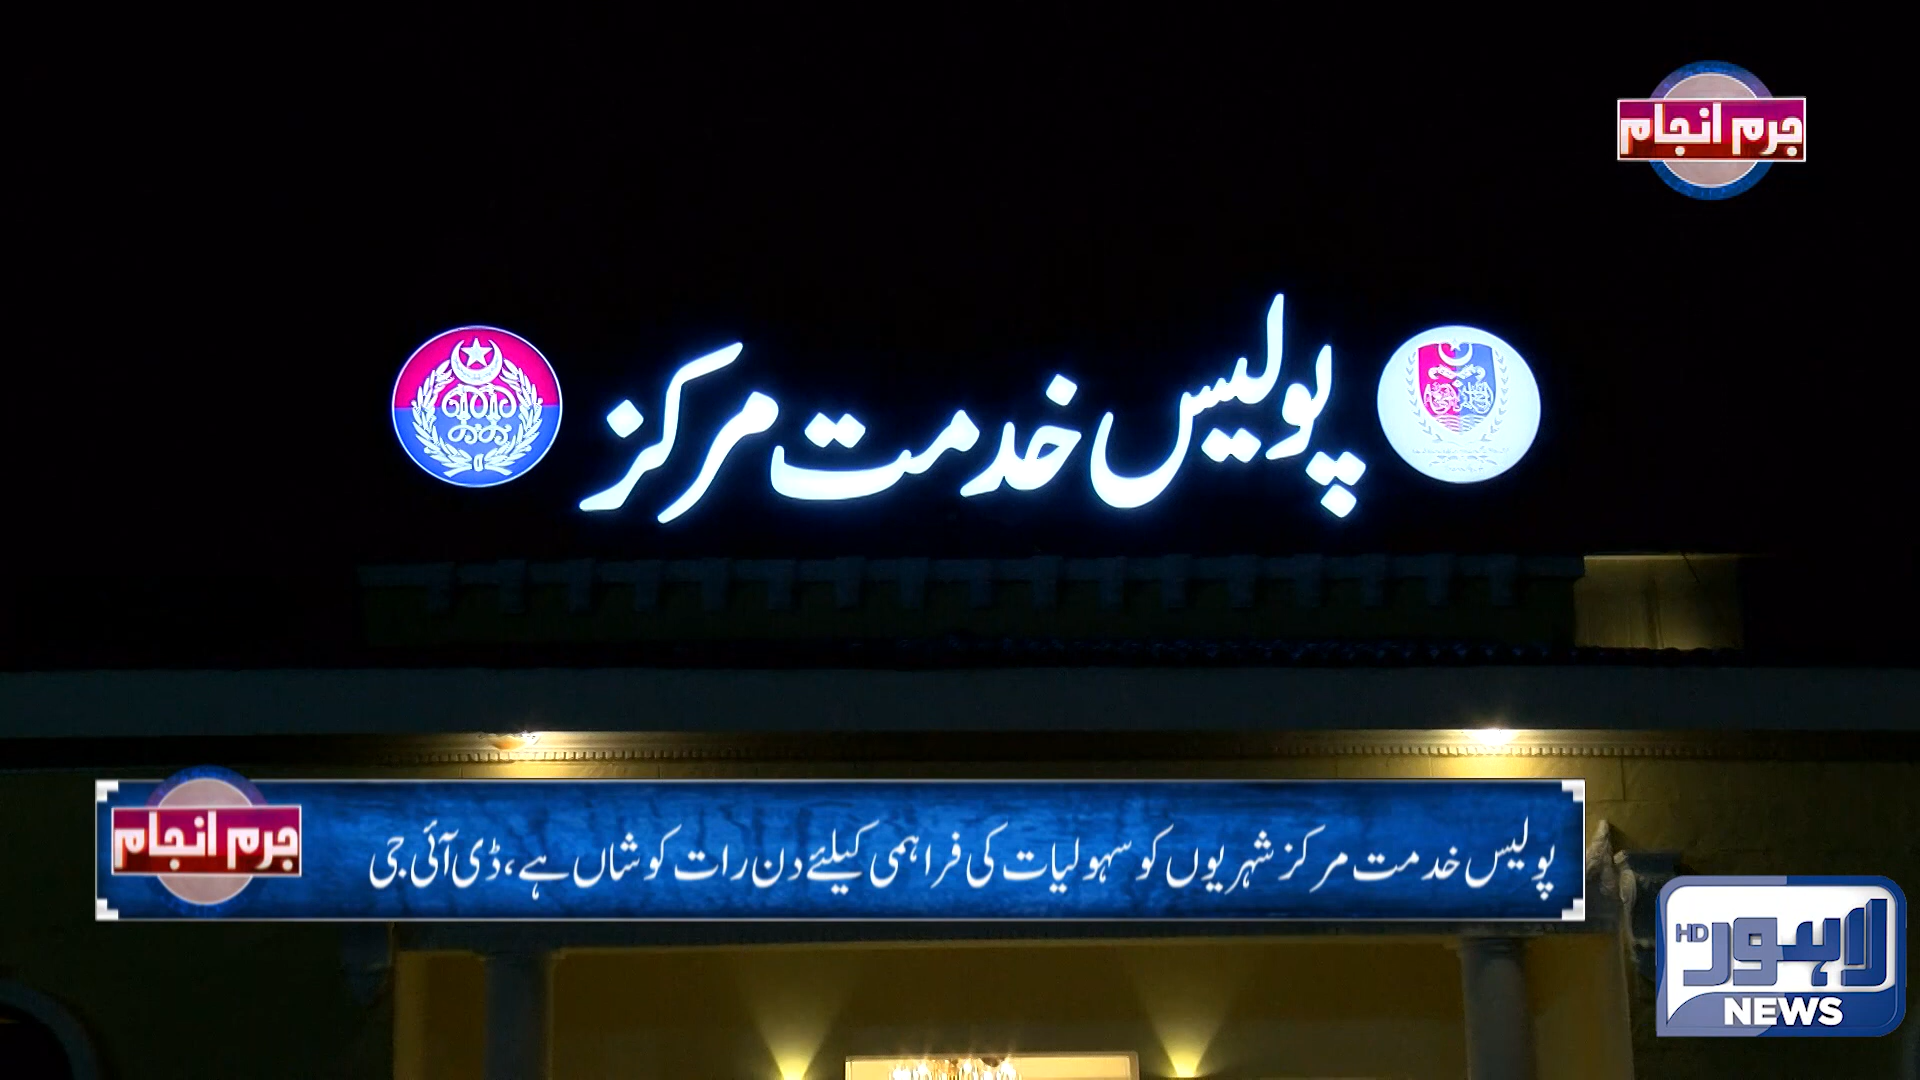 جرم انجام
پولیس خدمت مرکز
جرم انجام
پولیس خدمت مرکز شہریوں کو سہولیات کی فراہمی کیلئے دن رات کوشاں ہے، ڈی آئی جی
لاہور HD
NEWS